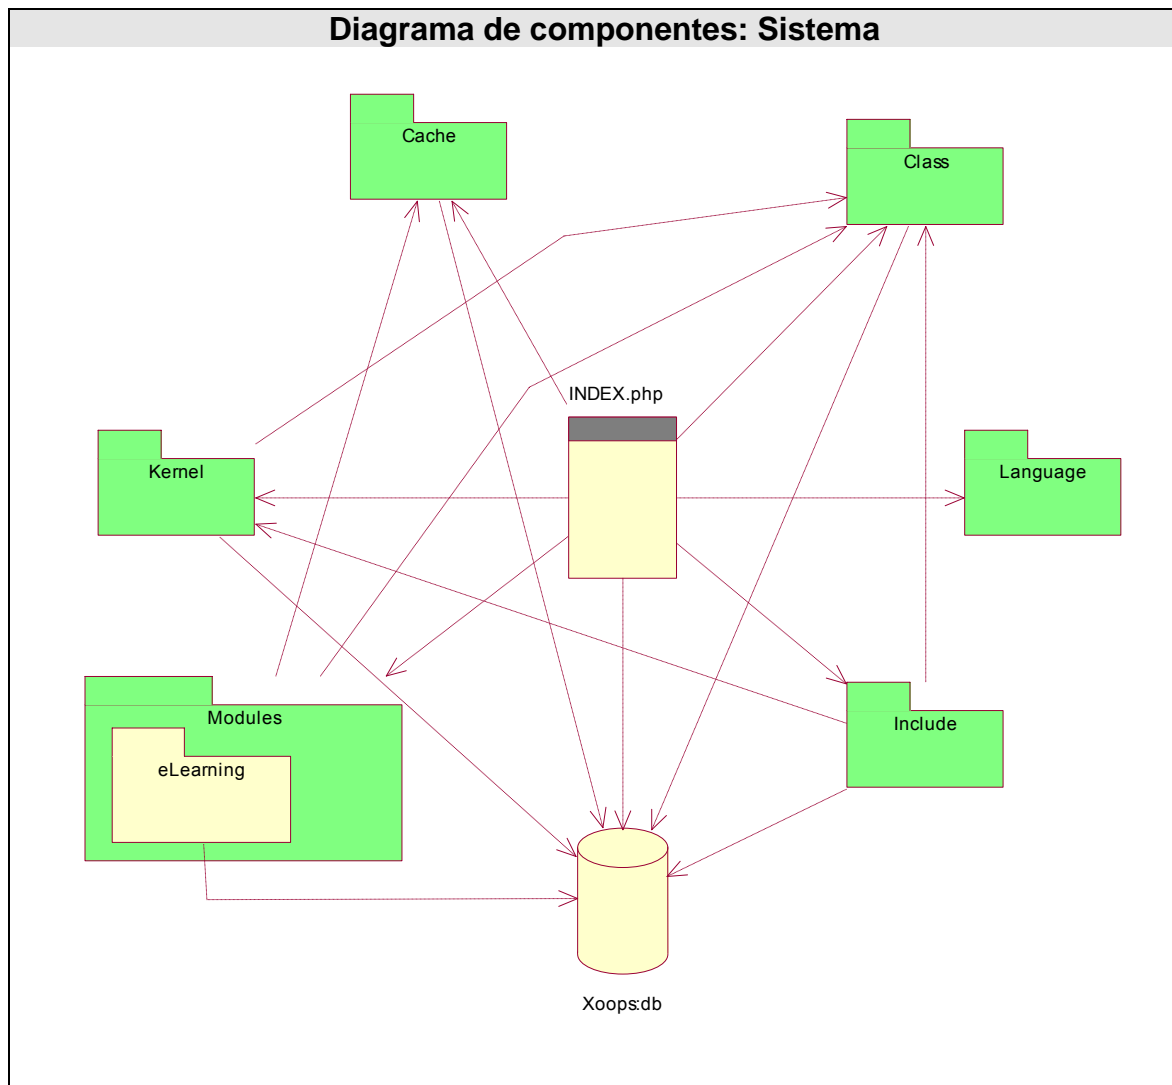 Diagrama de componentes: Sistema
Cache
Class
INDEX.php
Kernel
Language
Modules
Include
eLearning
Xoops:db